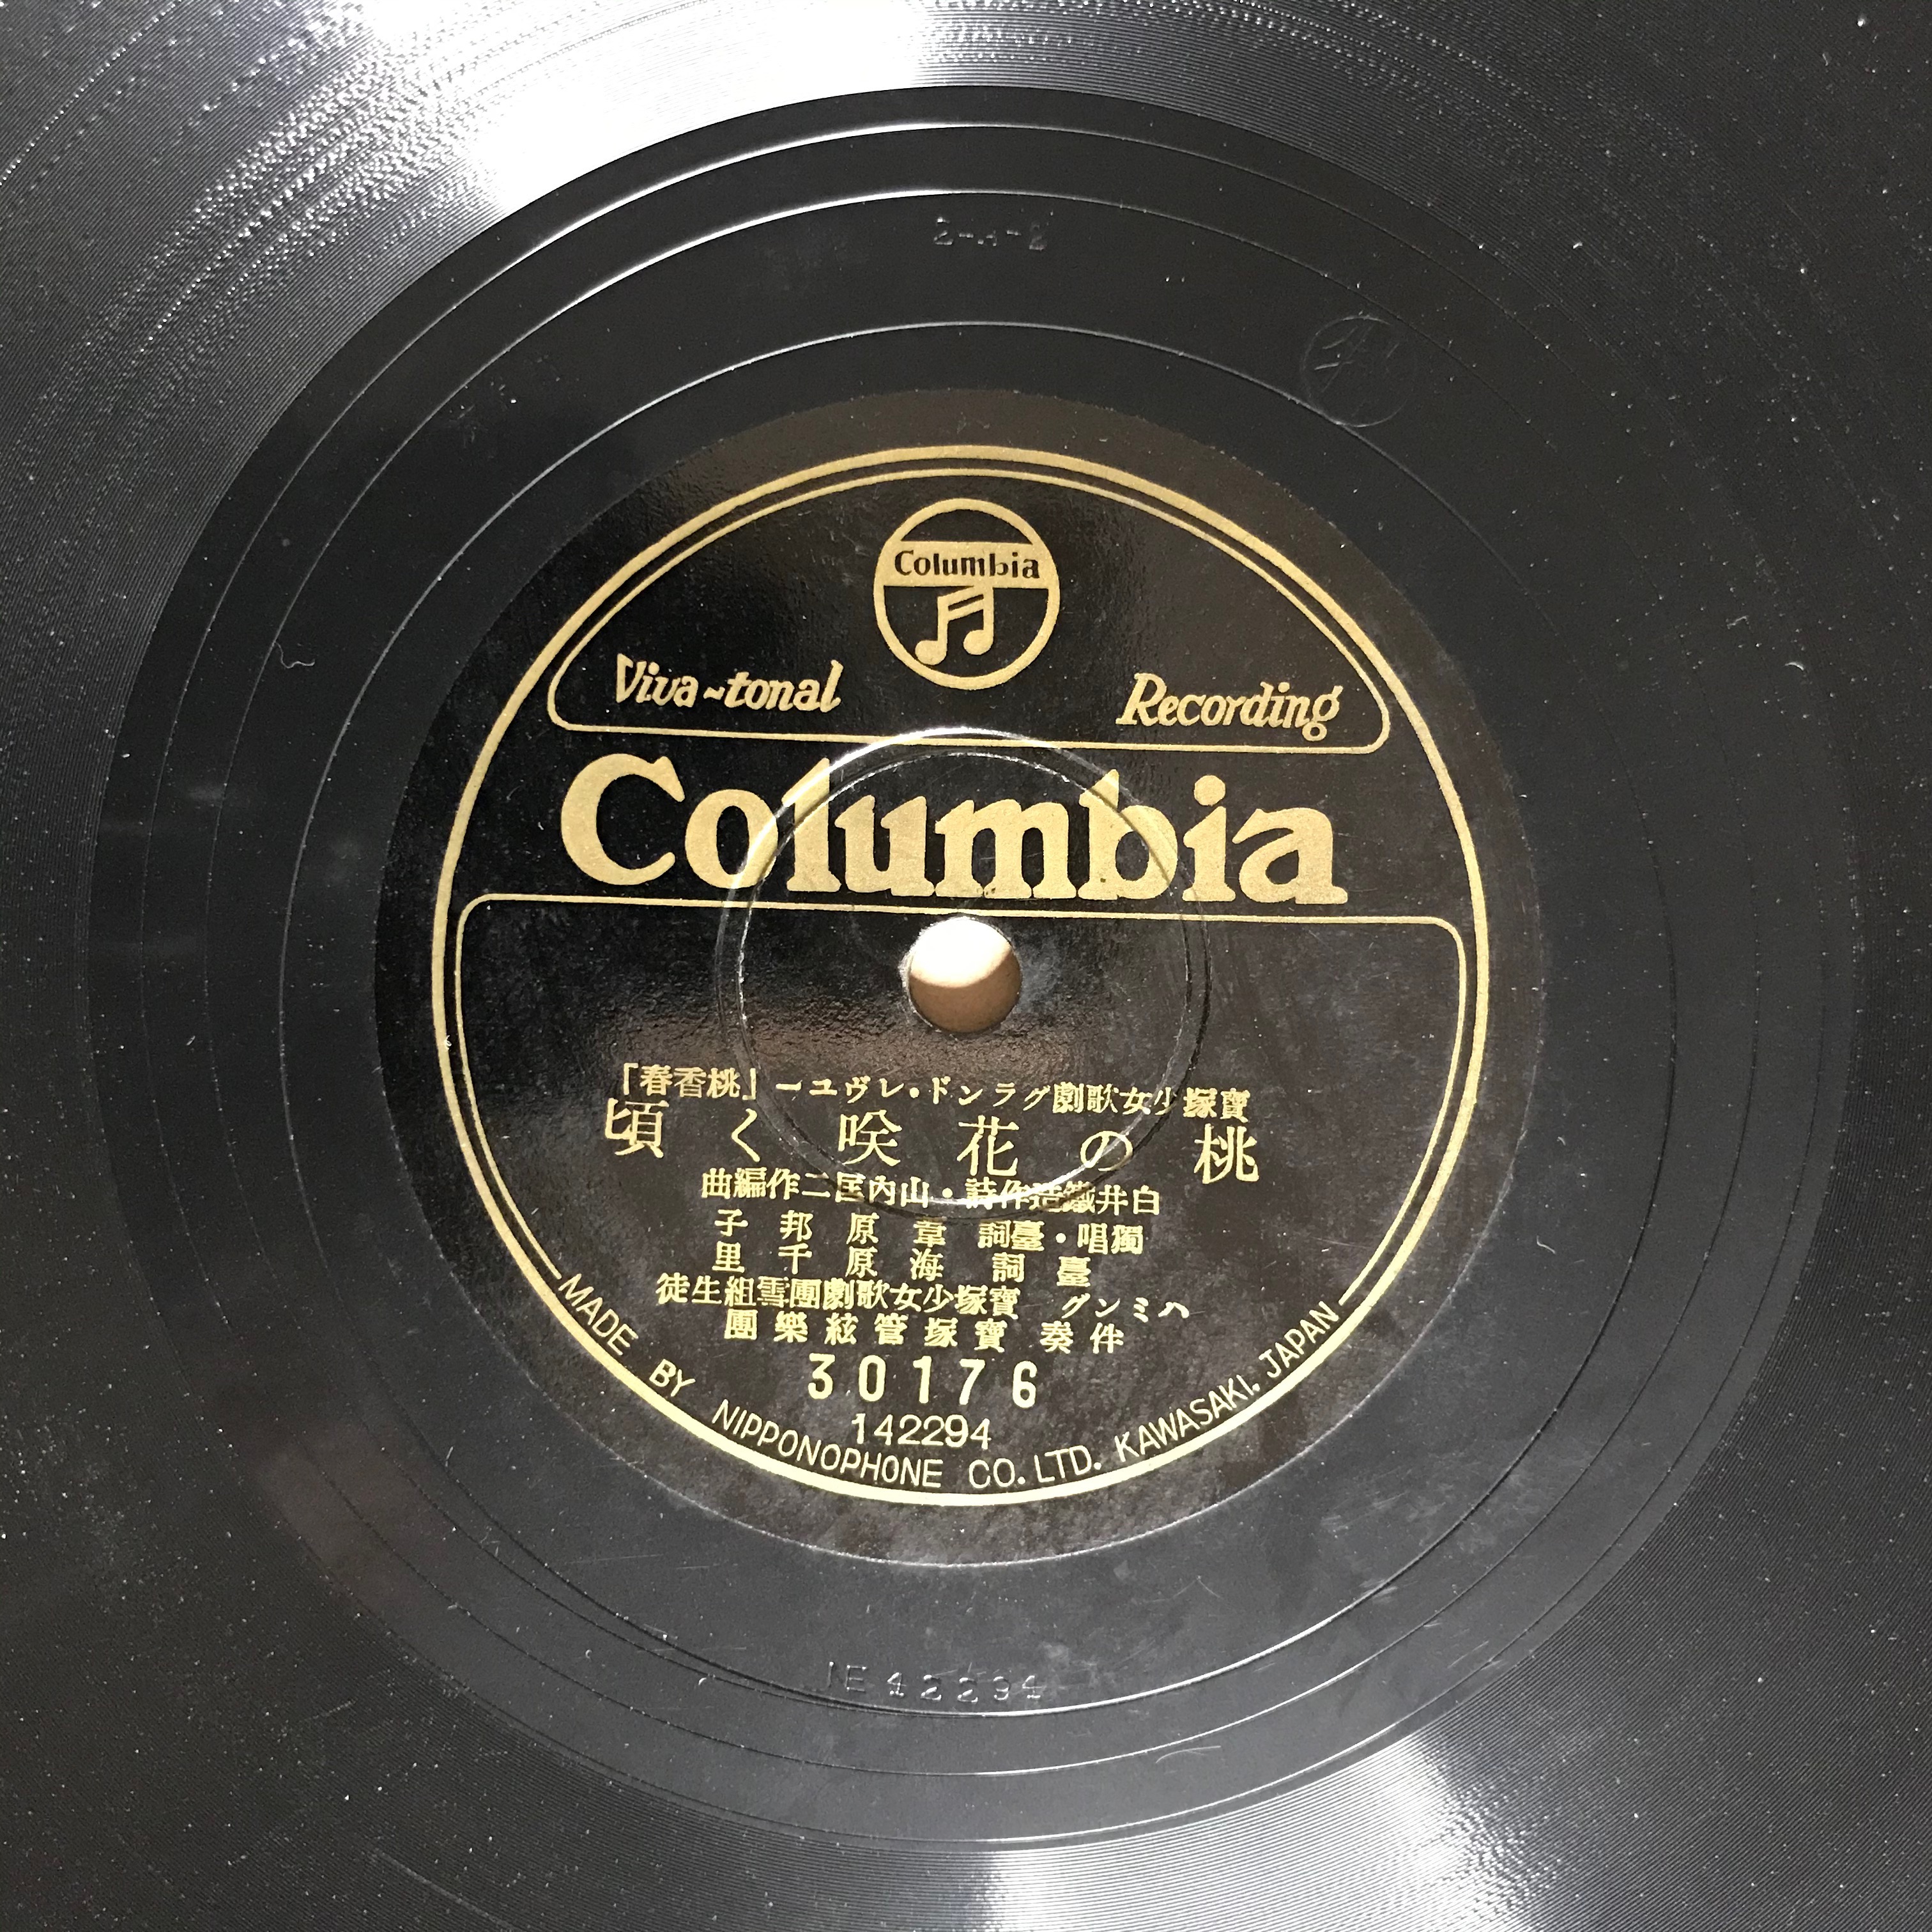 Columbia
Viva-tonal Recording
Columbia
寶塚少女歌劇グランド・レヴユー「桃香春」
桃の花咲く頃
白井鐵造作詩・山内匡二作編曲
獨唱・臺詞 葦原邦子
臺詞 海原千里
ハミング 寶塚少女歌劇團雪組生徒
伴奏 寶塚管絃樂團
30176
142294
MADE BY NIPPONOPHONE CO. LTD. KAWASAKI, JAPAN